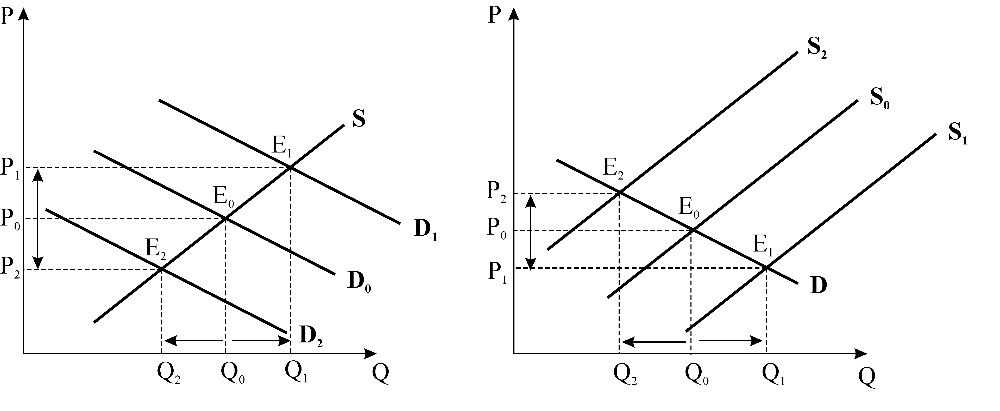 P
S
E₁
P₁
E₀
P₀
D₁
E₂
P₂
D₀
D₂
Q₂ Q₀ Q₁ Q
P
S₂
S₀
S₁
E₂
P₂
E₀
P₀
E₁
P₁
D
Q₂ Q₀ Q₁ Q